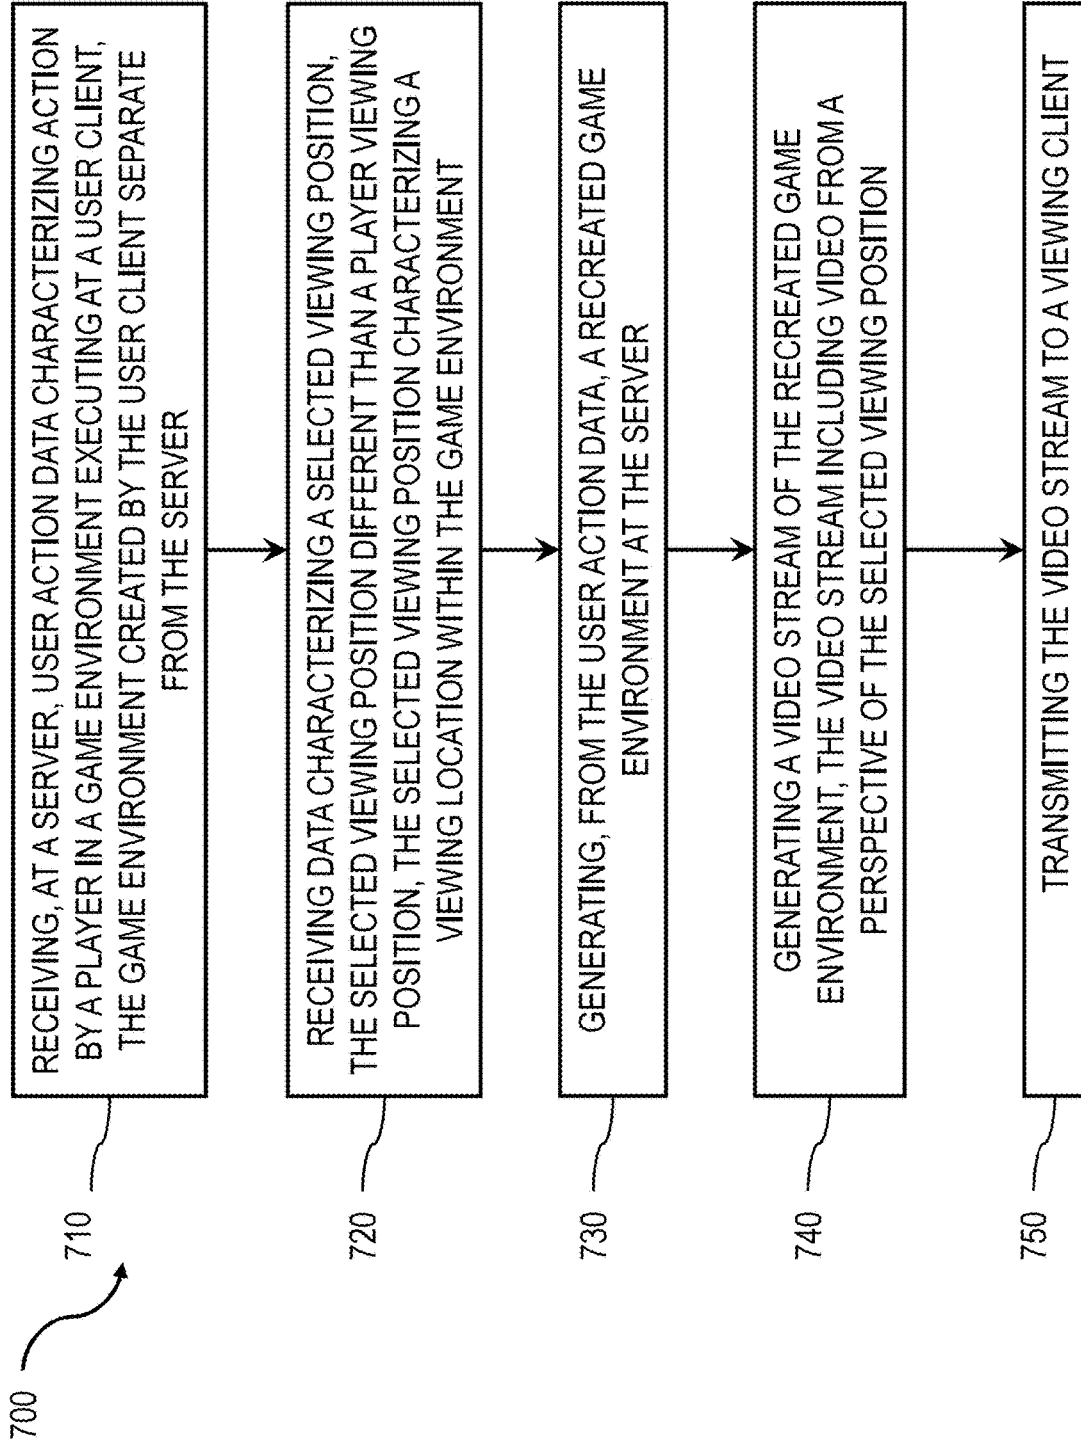 700
710
RECEIVING, AT A SERVER, USER ACTION DATA CHARACTERIZING ACTION
BY A PLAYER IN A GAME ENVIRONMENT EXECUTING AT A USER CLIENT,
THE GAME ENVIRONMENT CREATED BY THE USER CLIENT SEPARATE
FROM THE SERVER
720
RECEIVING DATA CHARACTERIZING A SELECTED VIEWING POSITION,
THE SELECTED VIEWING POSITION DIFFERENT THAN A PLAYER VIEWING
POSITION, THE SELECTED VIEWING POSITION CHARACTERIZING A
VIEWING LOCATION WITHIN THE GAME ENVIRONMENT
730
GENERATING, FROM THE USER ACTION DATA, A RECREATED GAME
ENVIRONMENT AT THE SERVER
740
GENERATING A VIDEO STREAM OF THE RECREATED GAME
ENVIRONMENT, THE VIDEO STREAM INCLUDING VIDEO FROM A
PERSPECTIVE OF THE SELECTED VIEWING POSITION
750
TRANSMITTING THE VIDEO STREAM TO A VIEWING CLIENT